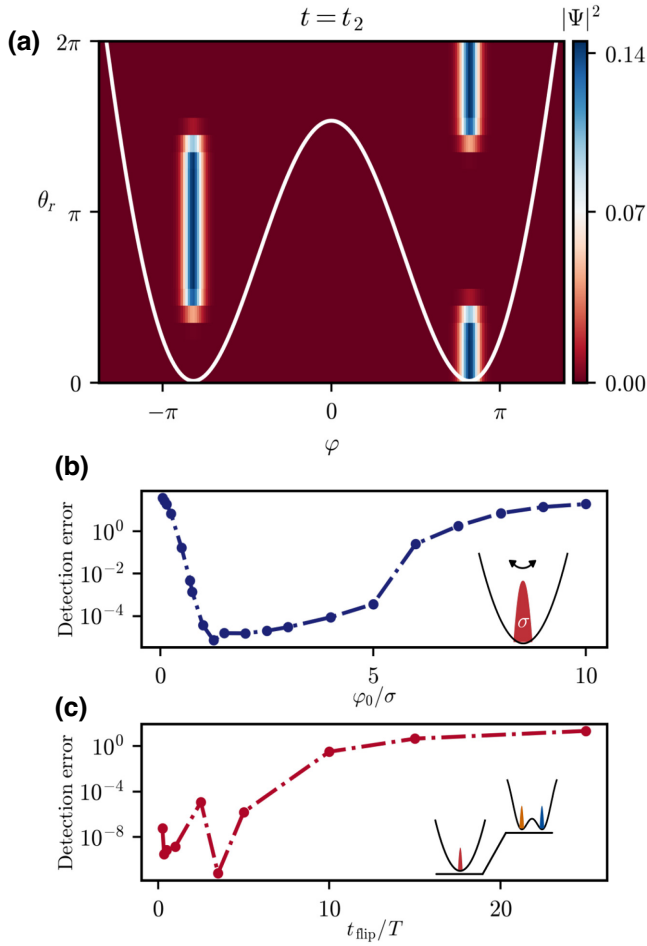 t = t₂
|Ψ|²
(a)
2π
π
0
θᵣ
−π
0
π
φ
0.14
0.07
0.00
(b)
Detection error
10⁰
10⁻²
10⁻⁴
0
5
10
φ₀/σ
σ
(c)
Detection error
10⁰
10⁻⁴
10⁻⁸
0
10
20
t_flip/T